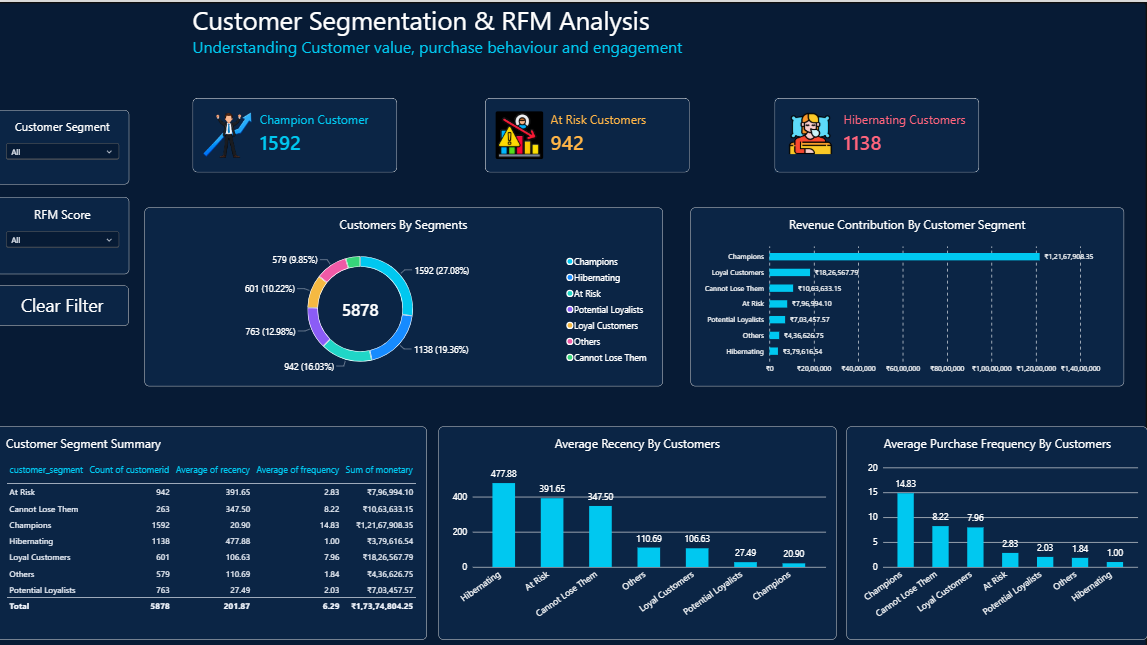 Customer Segmentation & RFM Analysis
Understanding Customer value, purchase behaviour and engagement
Customer Segment
All
RFM Score
All
Clear Filter
Champion Customer
1592
At Risk Customers
942
Hibernating Customers
1138
Customers By Segments
579 (9.85%)
601 (10.22%)
763 (12.98%)
942 (16.03%)
1592 (27.08%)
1138 (19.36%)
5878
Champions
Hibernating
At Risk
Potential Loyalists
Loyal Customers
Others
Cannot Lose Them
Revenue Contribution By Customer Segment
Champions ₹1,21,67,908.35
Loyal Customers ₹18,26,567.79
Cannot Lose Them ₹10,63,633.15
At Risk ₹7,96,994.10
Potential Loyalists ₹7,03,457.57
Others ₹4,36,626.75
Hibernating ₹3,79,616.54
₹0 ₹20,00,000 ₹40,00,000 ₹60,00,000 ₹80,00,000 ₹1,00,00,000 ₹1,20,00,000 ₹1,40,00,000
Customer Segment Summary
customer_segment Count of customerid Average of recency Average of frequency Sum of monetary
At Risk 942 391.65 2.83 ₹7,96,994.10
Cannot Lose Them 263 347.50 8.22 ₹10,63,633.15
Champions 1592 20.90 14.83 ₹1,21,67,908.35
Hibernating 1138 477.88 1.00 ₹3,79,616.54
Loyal Customers 601 106.63 7.96 ₹18,26,567.79
Others 579 110.69 1.84 ₹4,36,626.75
Potential Loyalists 763 27.49 2.03 ₹7,03,457.57
Total 5878 201.87 6.29 ₹1,73,74,804.25
Average Recency By Customers
400
200
0
477.88
391.65
347.50
110.69
106.63
27.49
20.90
Hibernating
At Risk
Cannot Lose Them
Others
Loyal Customers
Potential Loyalists
Champions
Average Purchase Frequency By Customers
20
15
10
5
0
14.83
8.22
7.96
2.83
2.03
1.84
1.00
Champions
Cannot Lose Them
Loyal Customers
At Risk
Potential Loyalists
Others
Hibernating